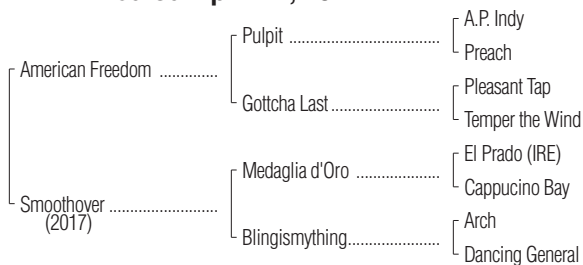 A.P. Indy
Pulpit ........................................
Preach
American Freedom ...............
Pleasant Tap
Gottcha Last.............................
Temper the Wind
El Prado (IRE)
Medaglia d'Oro ......................
Cappucino Bay
Smoothover ............................
(2017)
Arch
Blingismything........................
Dancing General